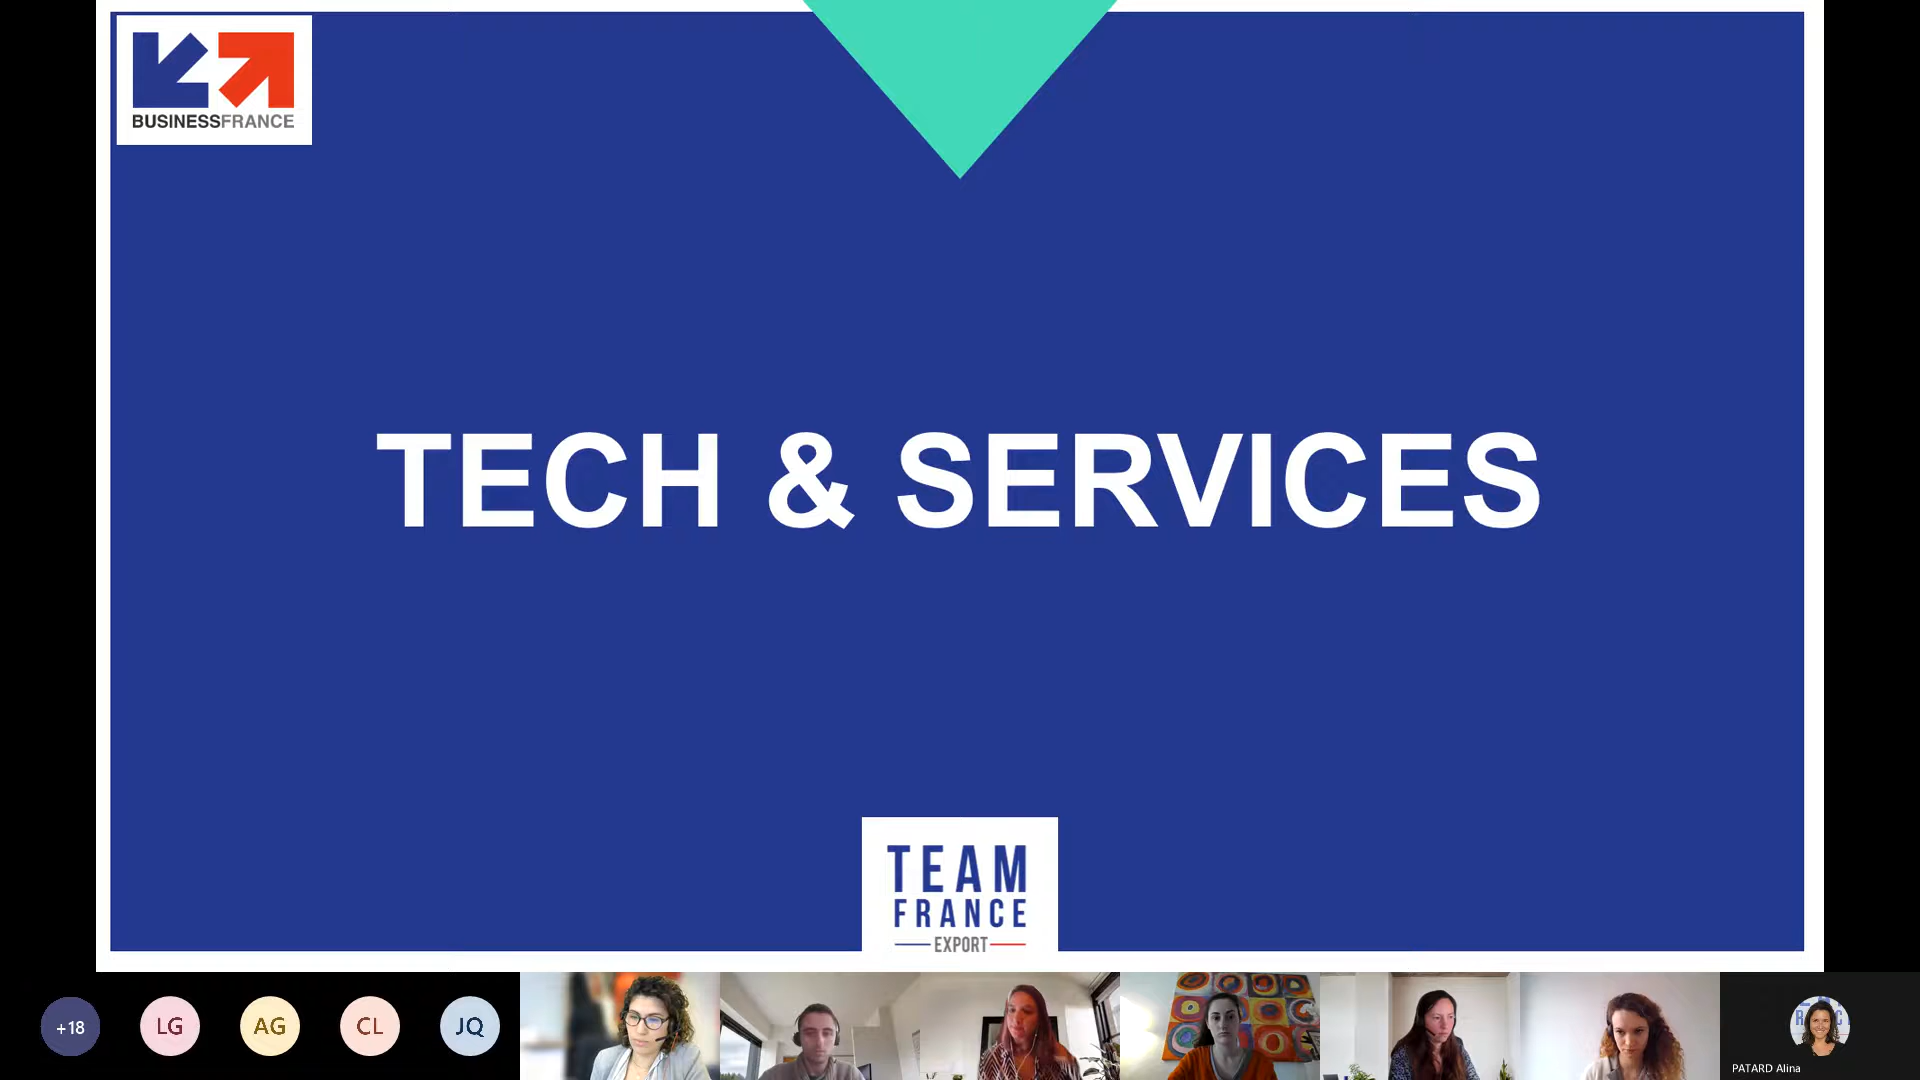 BUSINESSFRANCE
TECH & SERVICES
TEAM
FRANCE
EXPORT
+18
LG
AG
CL
JQ
PATARD Alina